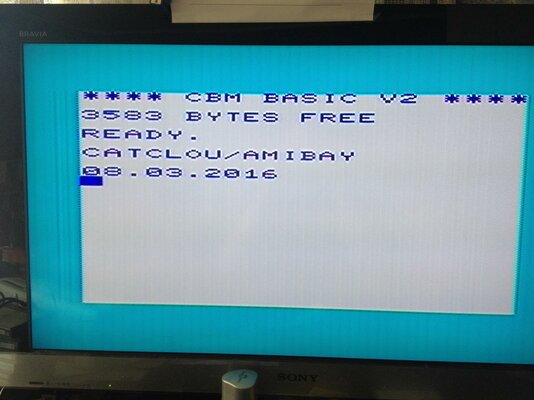 BRAVIA
**** CBM BASIC V2 ****
3583 BYTES FREE
READY.
CATCLOU/AMIBAY
08.03.2016
SONY